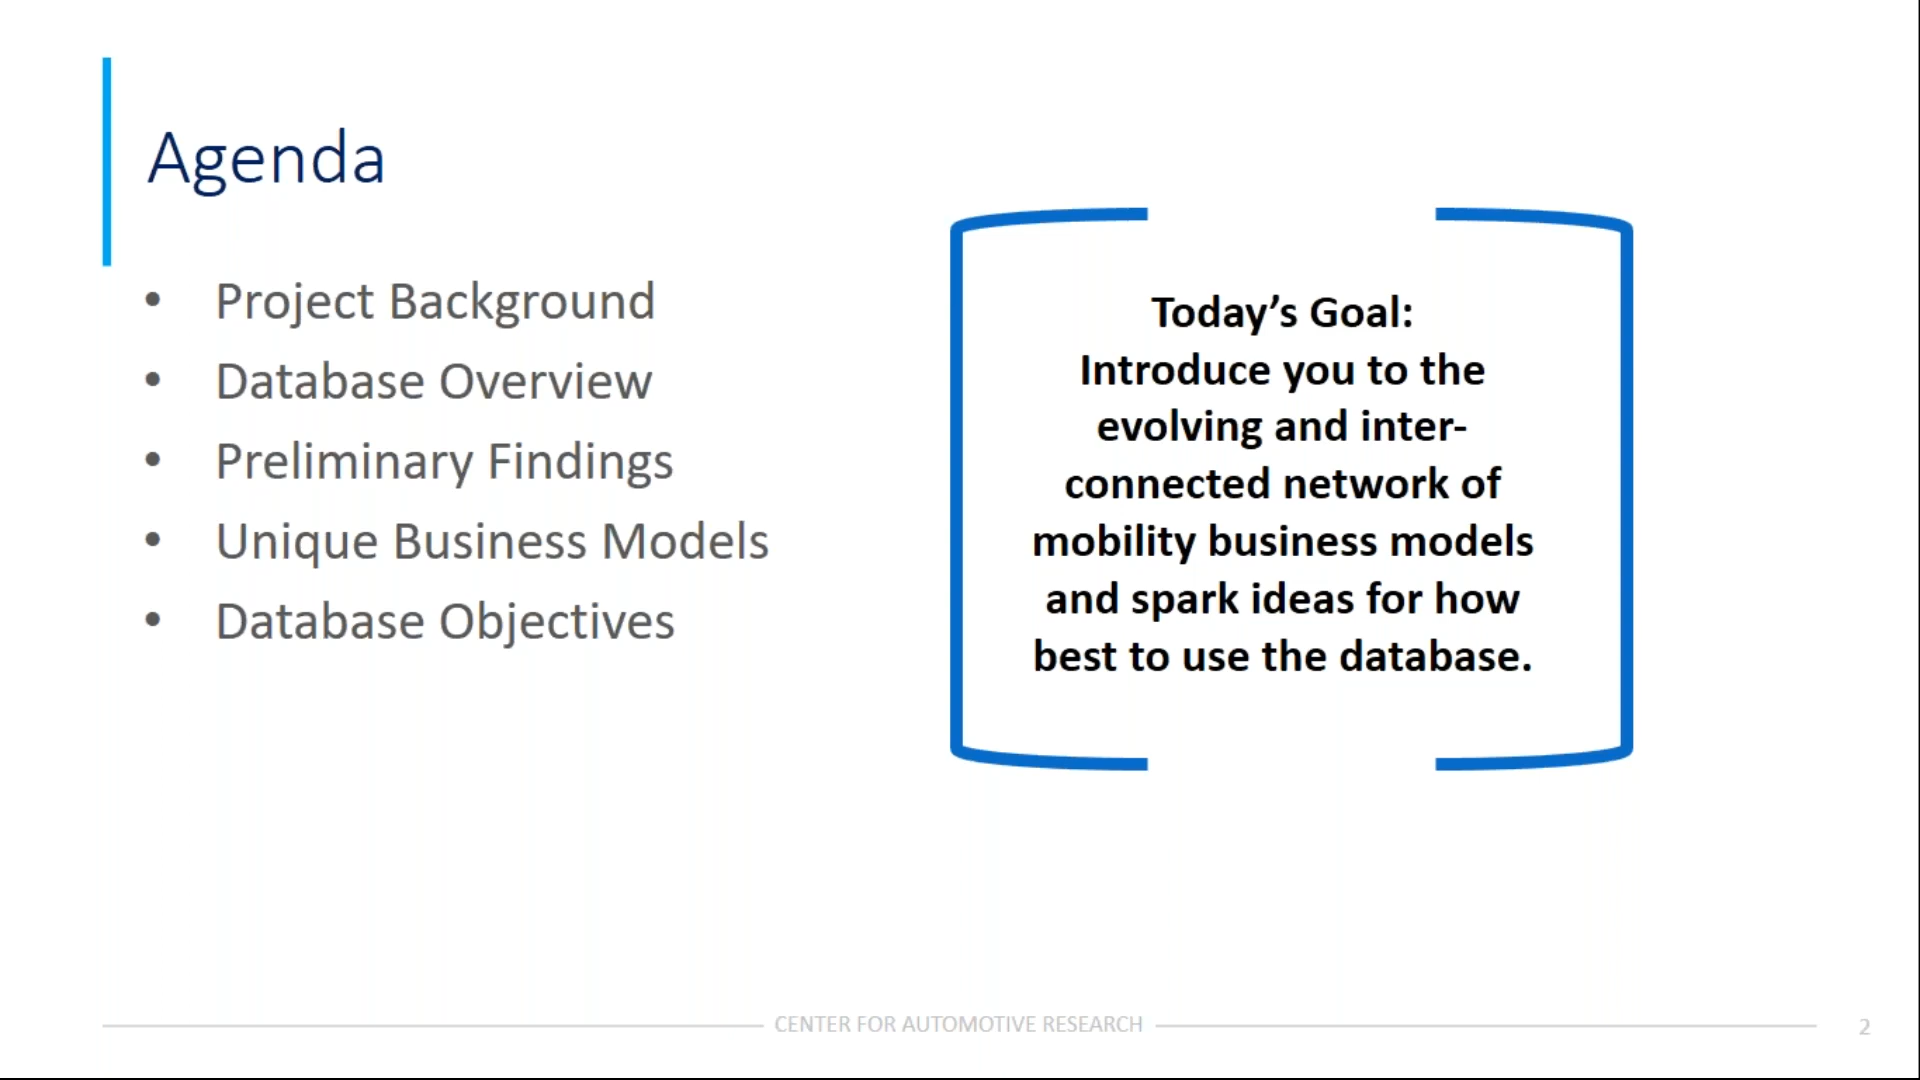 Agenda
• Project Background
• Database Overview
• Preliminary Findings
• Unique Business Models
• Database Objectives
Today’s Goal:
Introduce you to the
evolving and inter-
connected network of
mobility business models
and spark ideas for how
best to use the database.
CENTER FOR AUTOMOTIVE RESEARCH
2